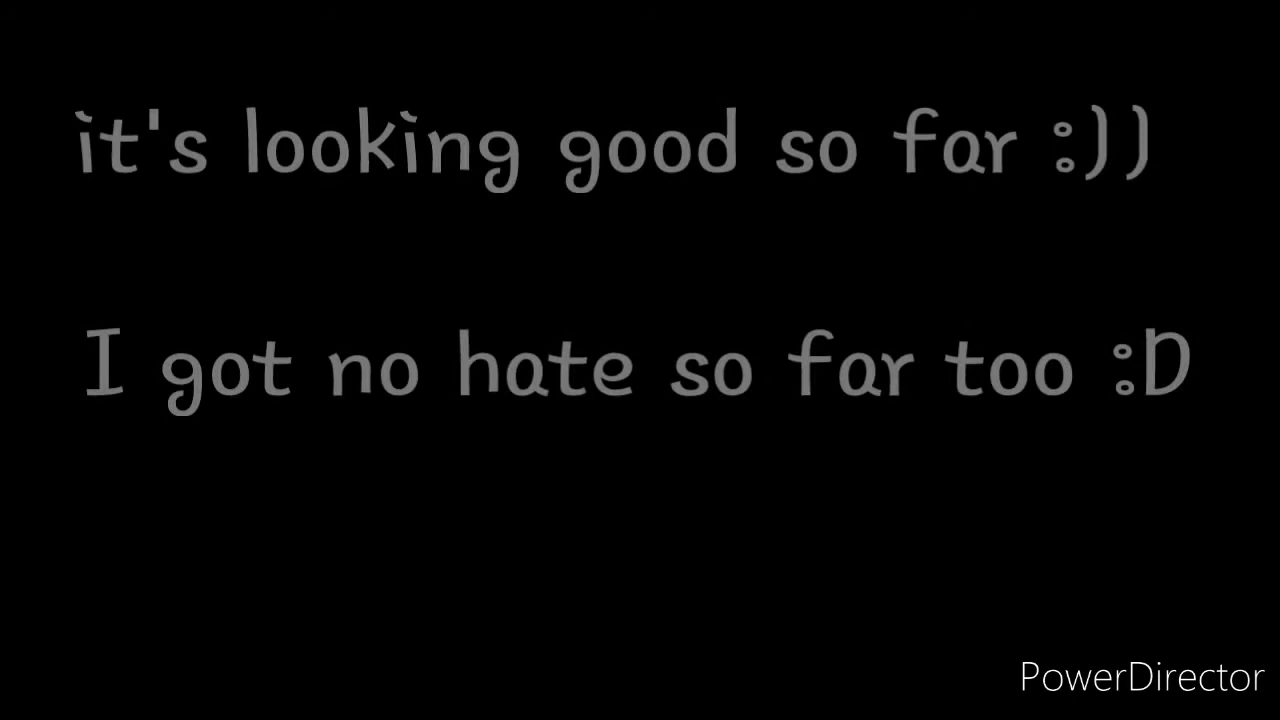 it's looking good so far :))
I got no hate so far too :D
PowerDirector